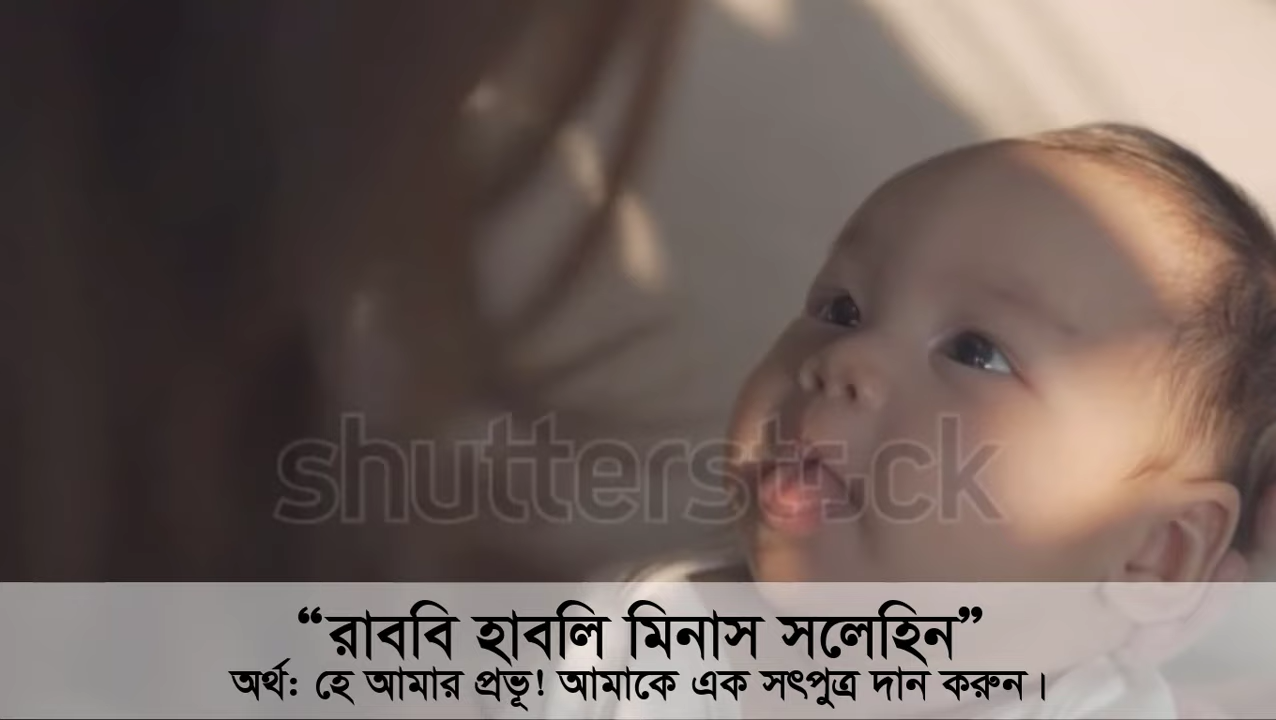 shutterstock
“রাববি হাবলি মিনাস সলেহিন”
অর্থ: হে আমার প্রভূ! আমাকে এক সৎপুত্র দান করুন।